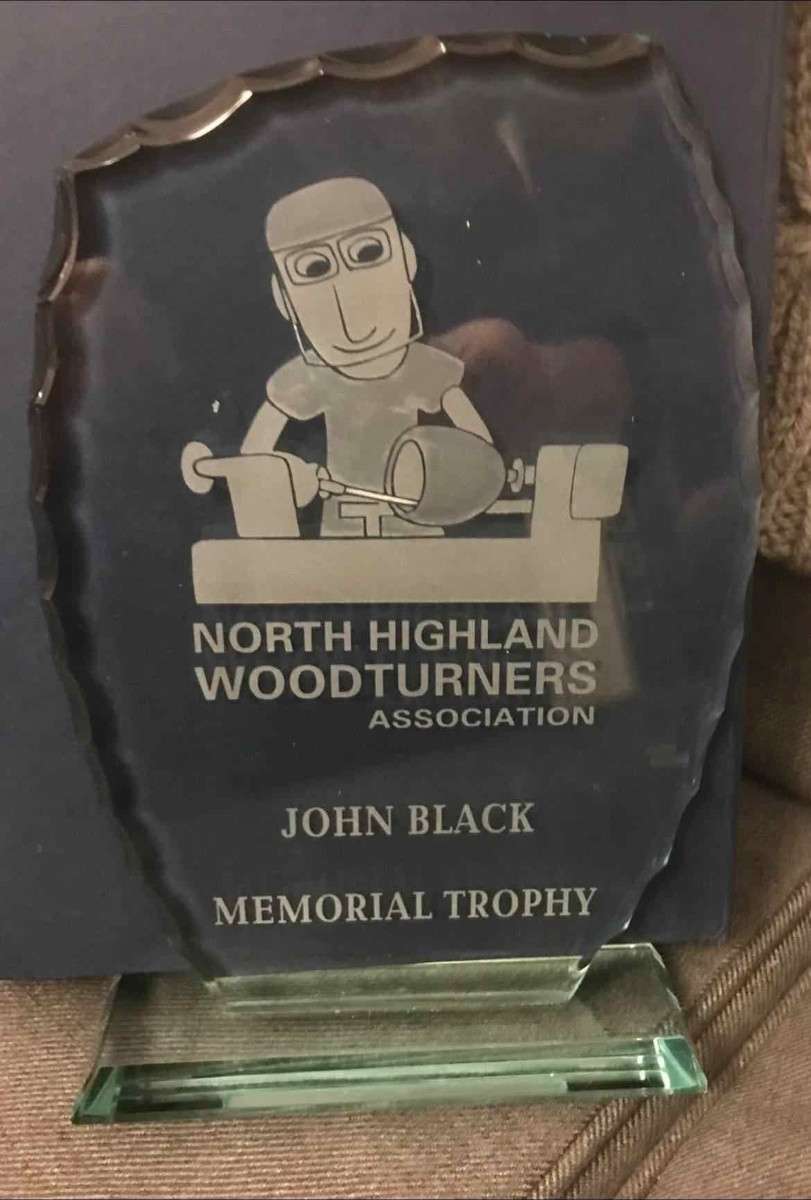 NORTH HIGHLAND
WOODTURNERS
ASSOCIATION
JOHN BLACK
MEMORIAL TROPHY